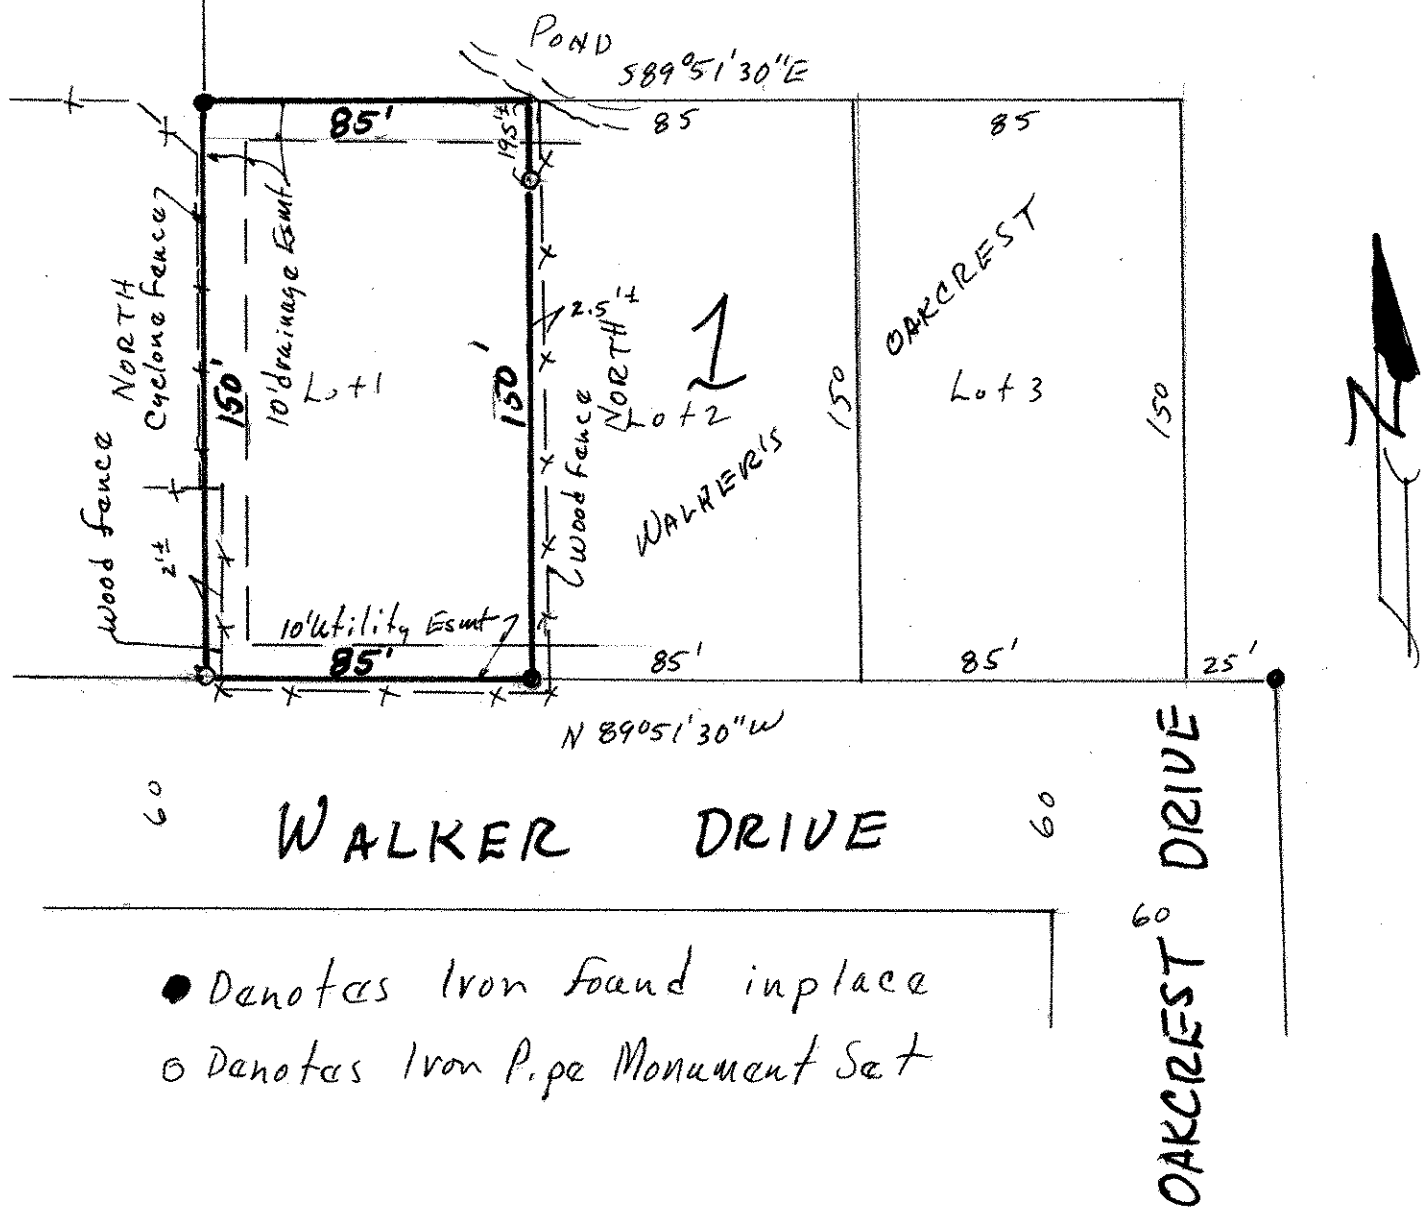 POND
S89°51'30"E
85'
85
85
19.5'±
NORTH
Cyclone fence
10'drainage Esmt.
150'
Lot 1
150'
2.5'±
NORTH
Wood fence
1
Lot 2
WALKER'S
OAKCREST
150
Lot 3
150
N
Wood fence
2'±
10'Utility Esmt
85'
85'
85'
25'
N 89°51'30"W
60
WALKER DRIVE
60
60
OAKCREST DRIVE
● Denotes Iron found inplace
○ Denotes Iron Pipe Monument Set